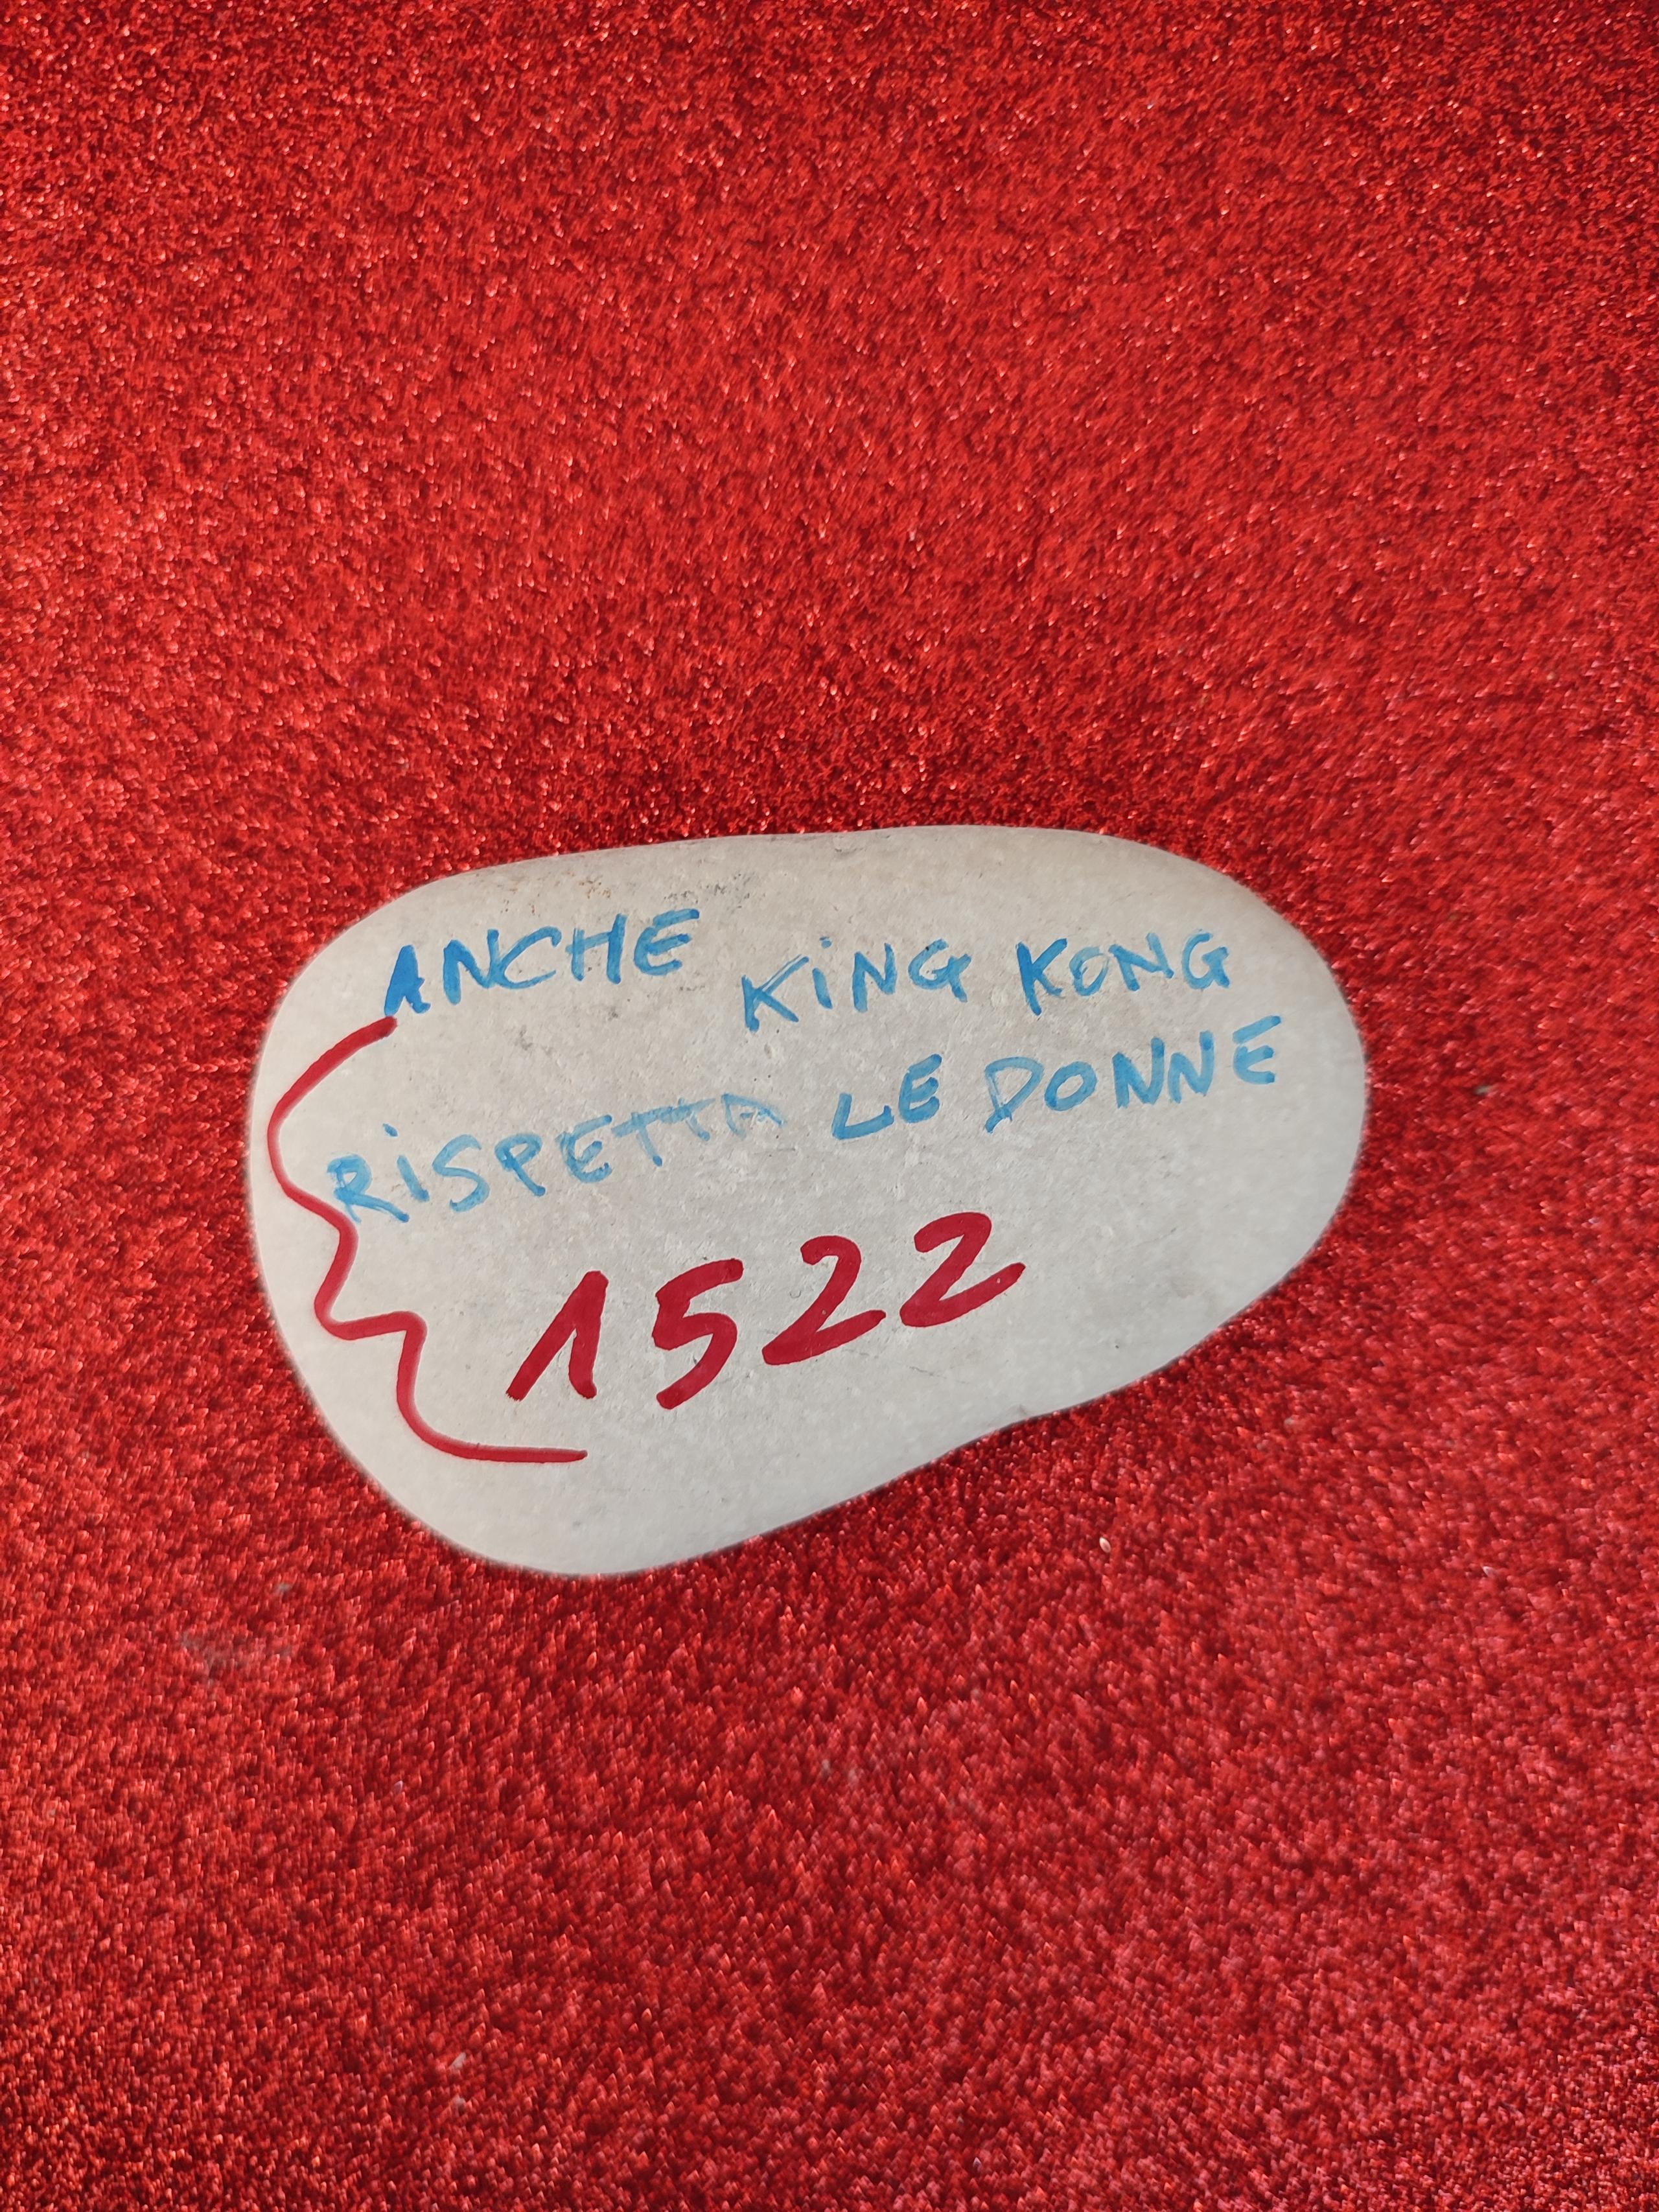 ANCHE KiNG KONG
RiSPETTA LE DONNE
1522